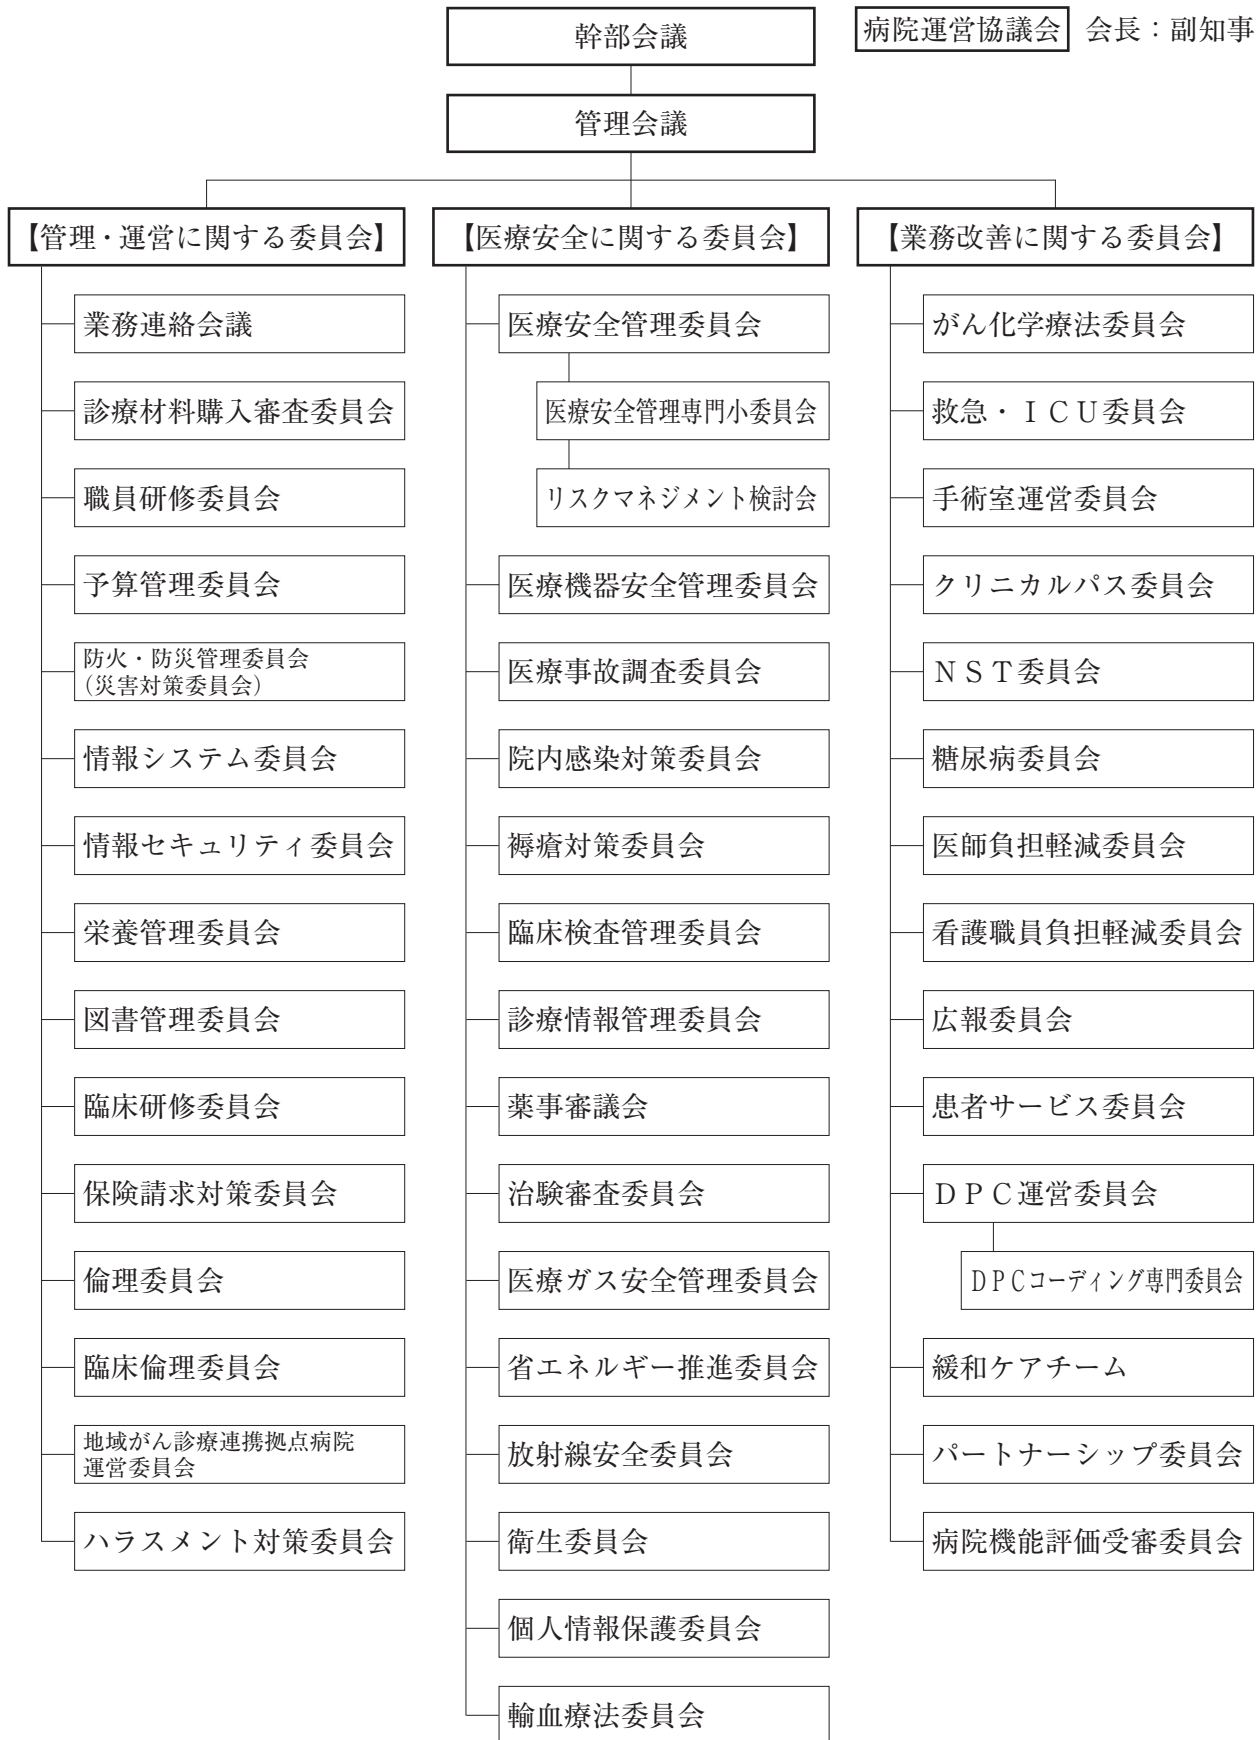 幹部会議
病院運営協議会 会長：副知事
管理会議
【管理・運営に関する委員会】
業務連絡会議
診療材料購入審査委員会
職員研修委員会
予算管理委員会
防火・防災管理委員会
（災害対策委員会）
情報システム委員会
情報セキュリティ委員会
栄養管理委員会
図書管理委員会
臨床研修委員会
保険請求対策委員会
倫理委員会
臨床倫理委員会
地域がん診療連携拠点病院
運営委員会
ハラスメント対策委員会
【医療安全に関する委員会】
医療安全管理委員会
医療安全管理専門小委員会
リスクマネジメント検討会
医療機器安全管理委員会
医療事故調査委員会
院内感染対策委員会
褥瘡対策委員会
臨床検査管理委員会
診療情報管理委員会
薬事審議会
治験審査委員会
医療ガス安全管理委員会
省エネルギー推進委員会
放射線安全委員会
衛生委員会
個人情報保護委員会
輸血療法委員会
【業務改善に関する委員会】
がん化学療法委員会
救急・ＩＣＵ委員会
手術室運営委員会
クリニカルパス委員会
ＮＳＴ委員会
糖尿病委員会
医師負担軽減委員会
看護職員負担軽減委員会
広報委員会
患者サービス委員会
ＤＰＣ運営委員会
ＤＰＣコーディング専門委員会
緩和ケアチーム
パートナーシップ委員会
病院機能評価受審委員会